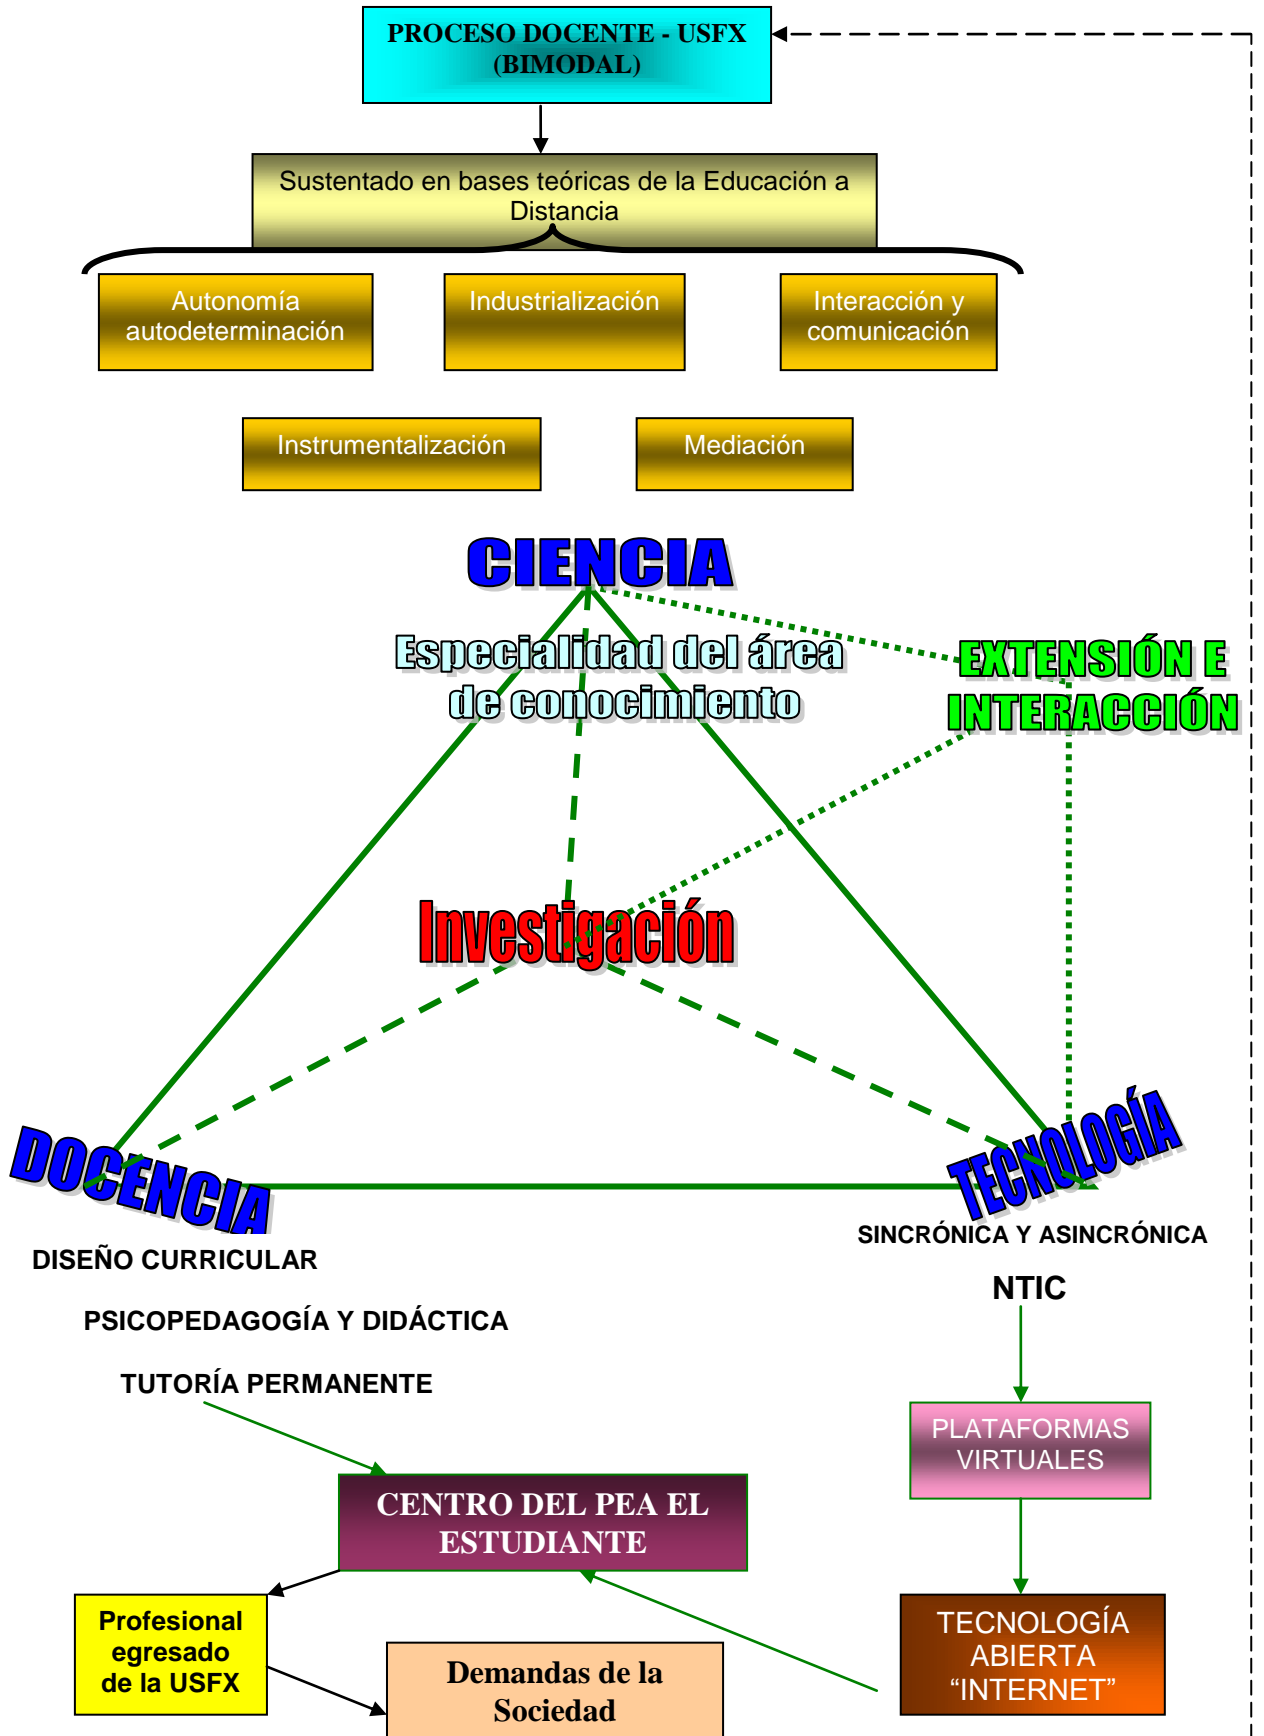 PROCESO DOCENTE - USFX
(BIMODAL)
Sustentado en bases teóricas de la Educación a
Distancia
Autonomía
autodeterminación
Industrialización
Interacción y
comunicación
Instrumentalización
Mediación
CIENCIA
Especialidad del área
de conocimiento
EXTENSIÓN E
INTERACCIÓN
Investigación
DOCENCIA
TECNOLOGÍA
SINCRÓNICA Y ASINCRÓNICA
DISEÑO CURRICULAR
NTIC
PSICOPEDAGOGÍA Y DIDÁCTICA
TUTORÍA PERMANENTE
PLATAFORMAS
VIRTUALES
CENTRO DEL PEA EL
ESTUDIANTE
Profesional
egresado
de la USFX
TECNOLOGÍA
ABIERTA
“INTERNET”
Demandas de la
Sociedad